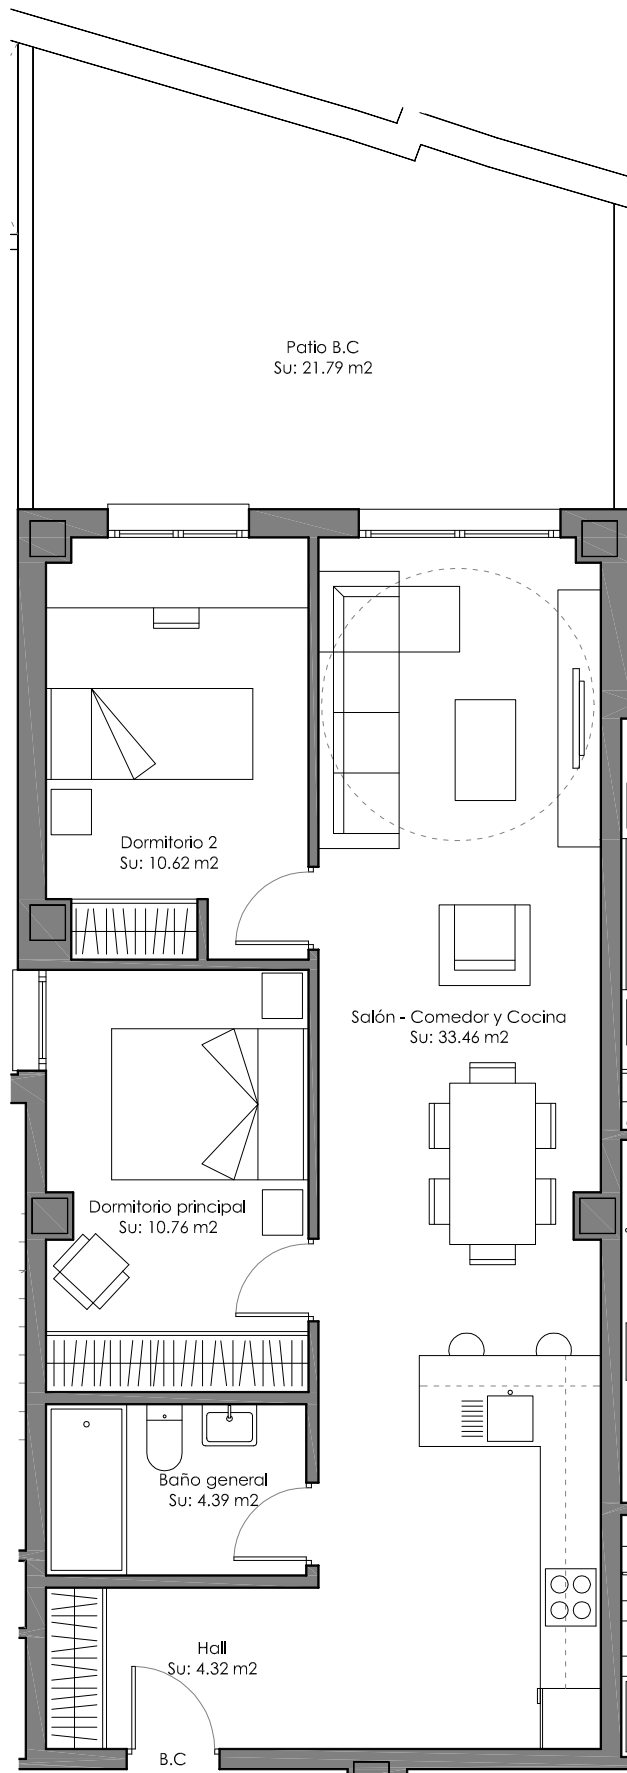 Patio B.C
Su: 21.79 m2
Dormitorio 2
Su: 10.62 m2
Salón - Comedor y Cocina
Su: 33.46 m2
Dormitorio principal
Su: 10.76 m2
Baño general
Su: 4.39 m2
Hall
Su: 4.32 m2
B.C